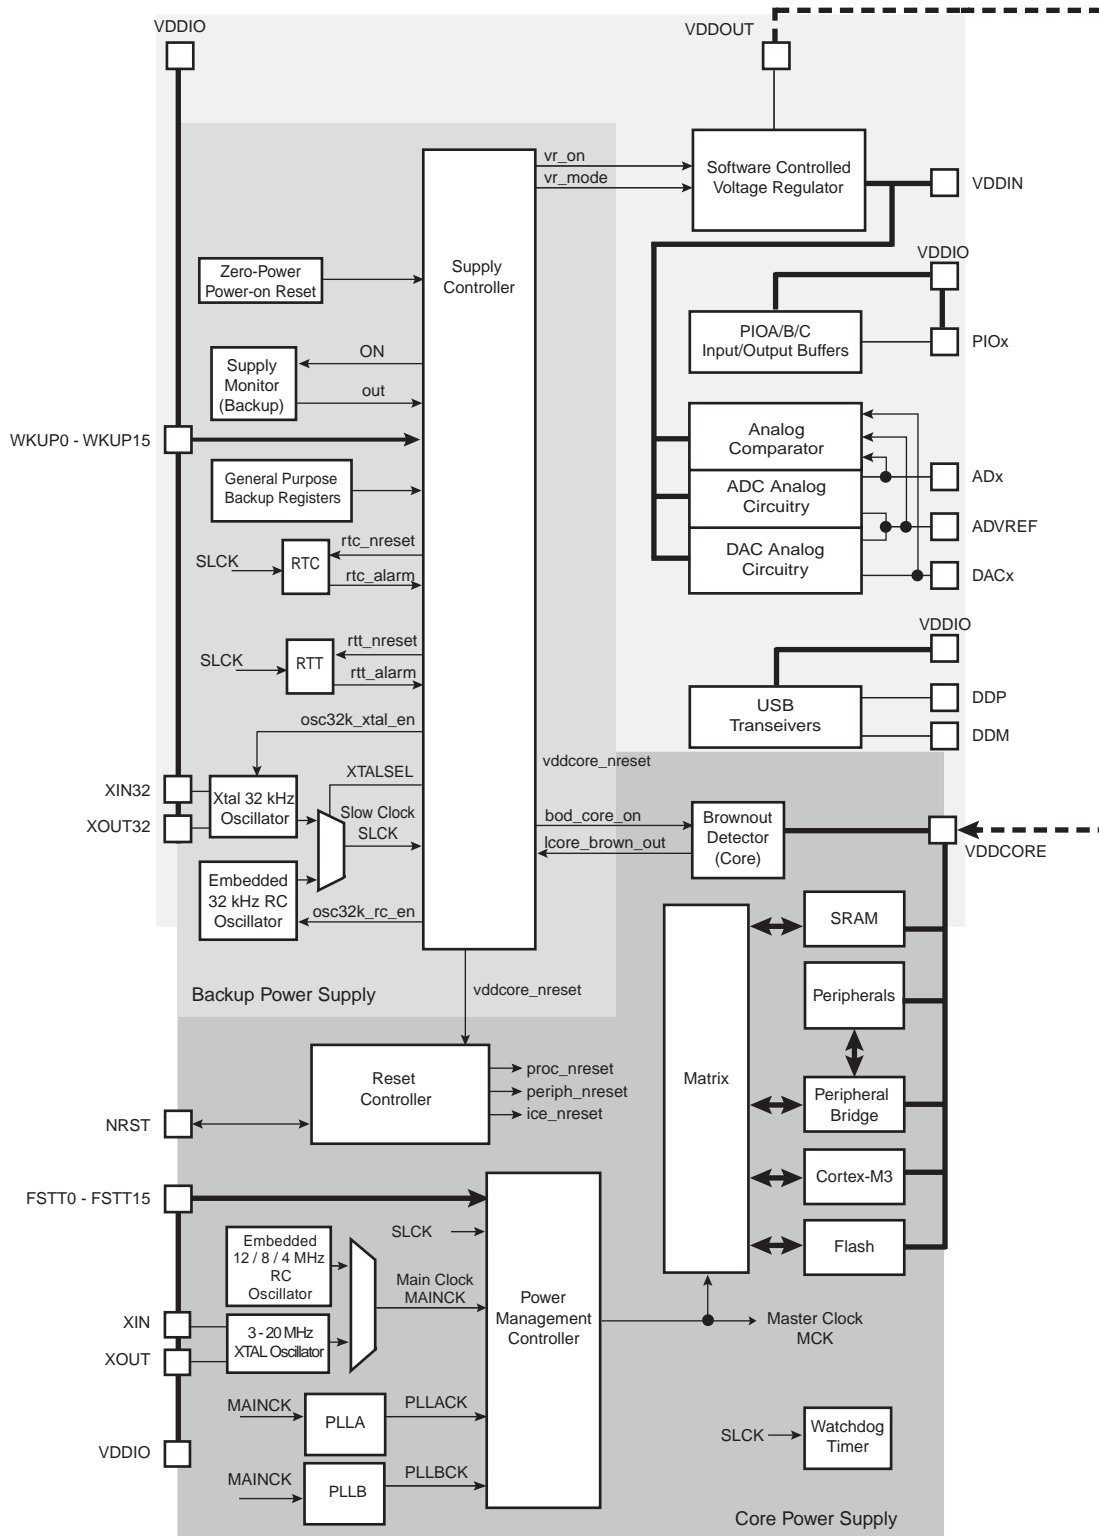 VDDIO
VDDOUT
vr_on
vr_mode
Software Controlled
Voltage Regulator
VDDIN
Supply
Controller
Zero-Power
Power-on Reset
VDDIO
PIOA/B/C
Input/Output Buffers
PIOx
ON
Supply
Monitor
(Backup)
out
WKUP0 - WKUP15
Analog
Comparator
General Purpose
Backup Registers
ADC Analog
Circuitry
ADx
ADVREF
rtc_nreset
SLCK
RTC
rtc_alarm
DAC Analog
Circuitry
DACx
VDDIO
rtt_nreset
SLCK
RTT
rtt_alarm
USB
Transeivers
DDP
DDM
osc32k_xtal_en
vddcore_nreset
XTALSEL
XIN32
Xtal 32 kHz
Oscillator
XOUT32
Slow Clock
SLCK
bod_core_on
lcore_brown_out
Brownout
Detector
(Core)
VDDCORE
Embedded
32 kHz RC
Oscillator
osc32k_rc_en
SRAM
Backup Power Supply
vddcore_nreset
Peripherals
Matrix
Reset
Controller
proc_nreset
periph_nreset
ice_nreset
Peripheral
Bridge
NRST
Cortex-M3
FSTT0 - FSTT15
SLCK
Flash
Embedded
12 / 8 / 4 MHz
RC
Oscillator
Main Clock
MAINCK
Power
Management
Controller
XIN
3 - 20 MHz
XTAL Oscillator
XOUT
Master Clock
MCK
MAINCK
PLLA
PLLACK
SLCK
Watchdog
Timer
VDDIO
MAINCK
PLLB
PLLBCK
Core Power Supply